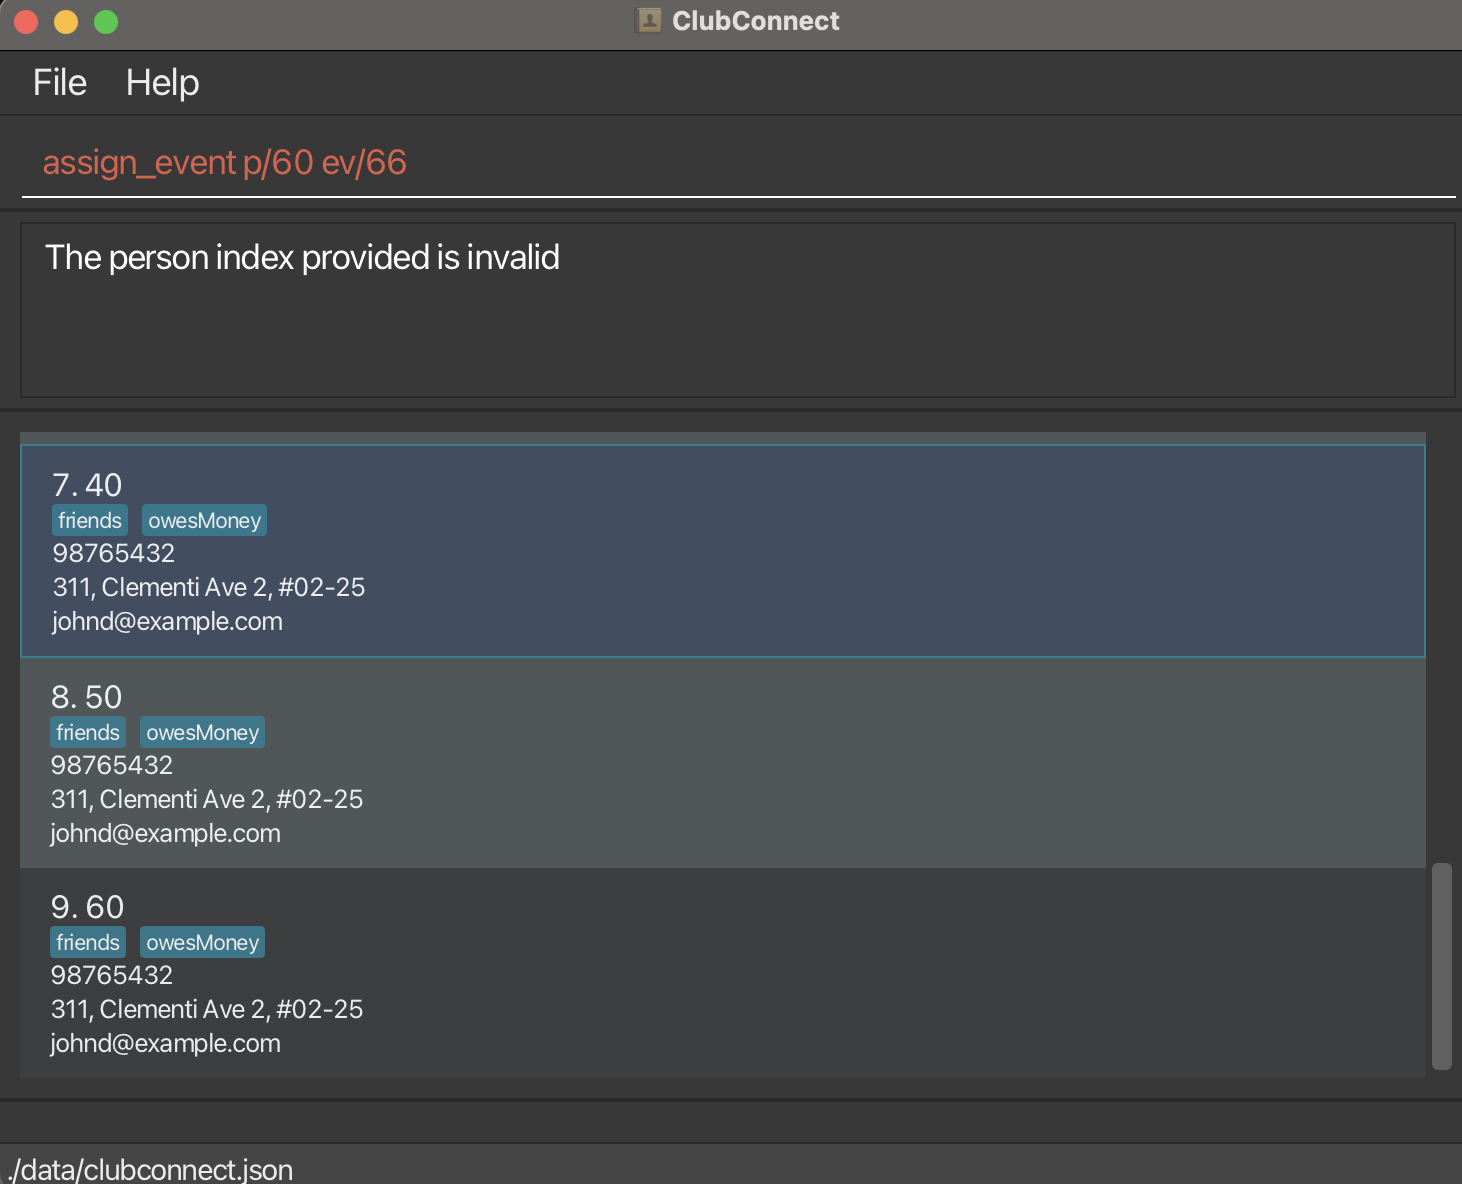 ClubConnect
File Help
assign_event p/60 ev/66
The person index provided is invalid
7. 40
friends owesMoney
98765432
311, Clementi Ave 2, #02-25
johnd@example.com
8. 50
friends owesMoney
98765432
311, Clementi Ave 2, #02-25
johnd@example.com
9. 60
friends owesMoney
98765432
311, Clementi Ave 2, #02-25
johnd@example.com
./data/clubconnect.json